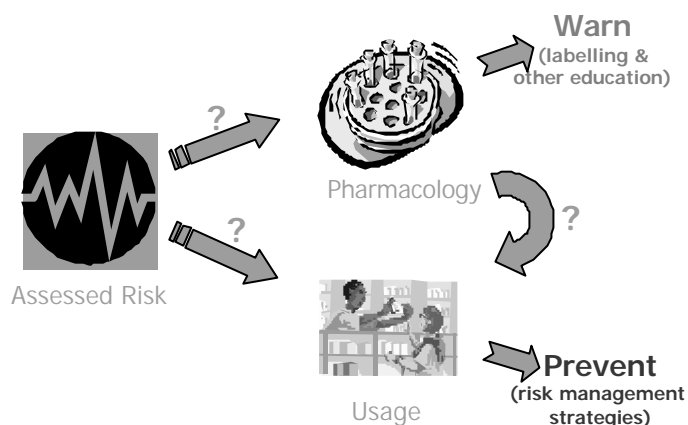 Warn
(labelling &
other education)
?
Pharmacology
?
?
Assessed Risk
Prevent
(risk management
strategies)
Usage